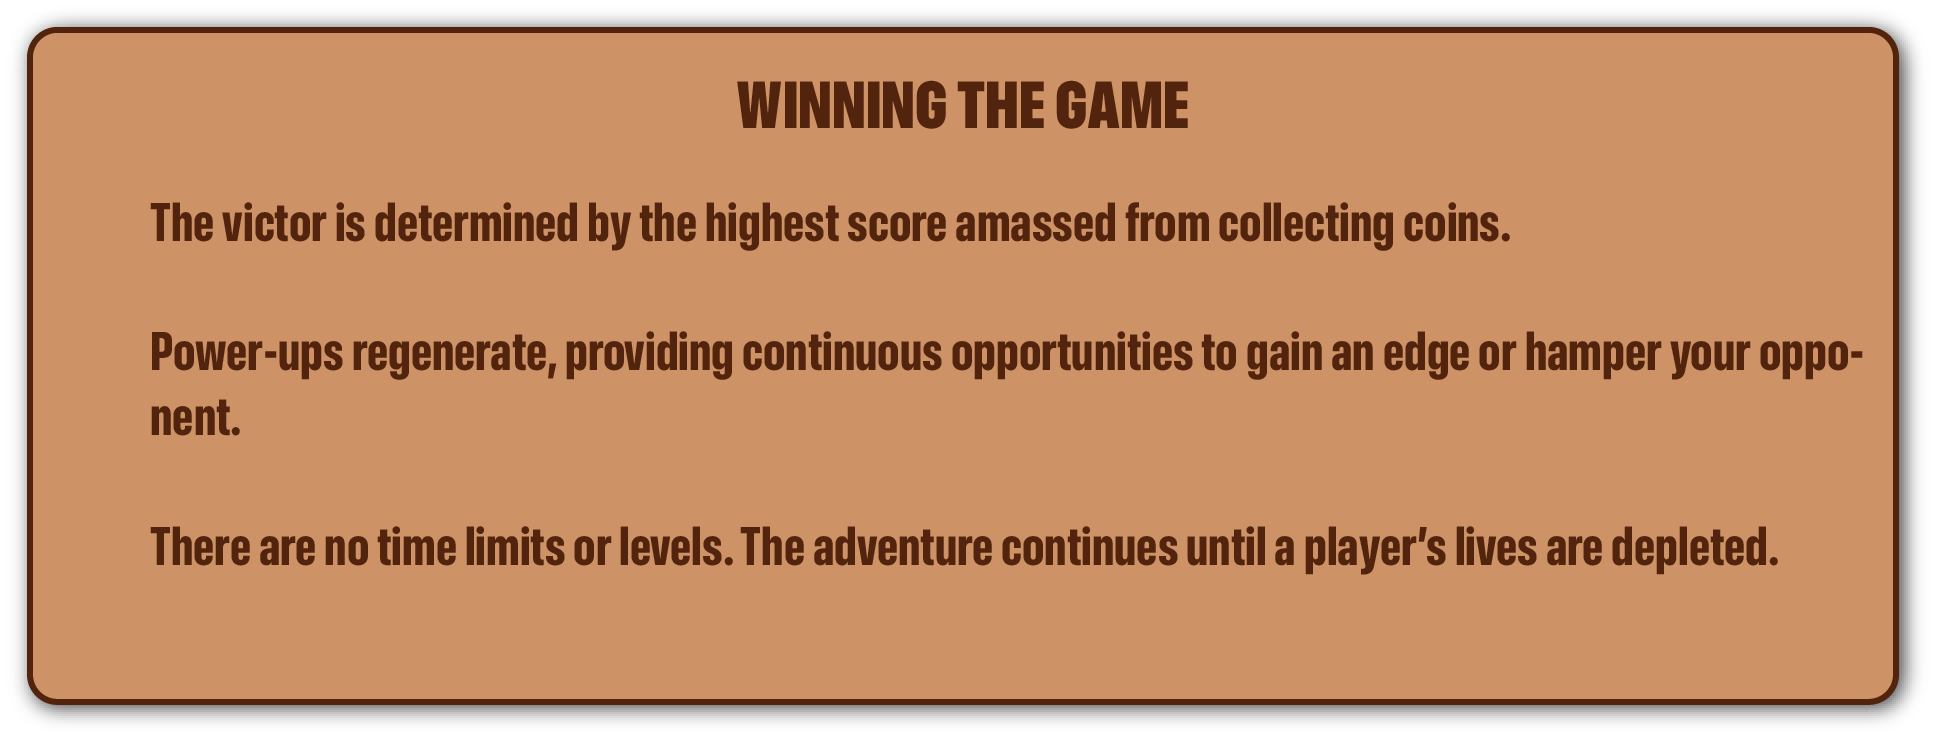 WINNING THE GAME
The victor is determined by the highest score amassed from collecting coins.
Power-ups regenerate, providing continuous opportunities to gain an edge or hamper your oppo-
nent.
There are no time limits or levels. The adventure continues until a player’s lives are depleted.